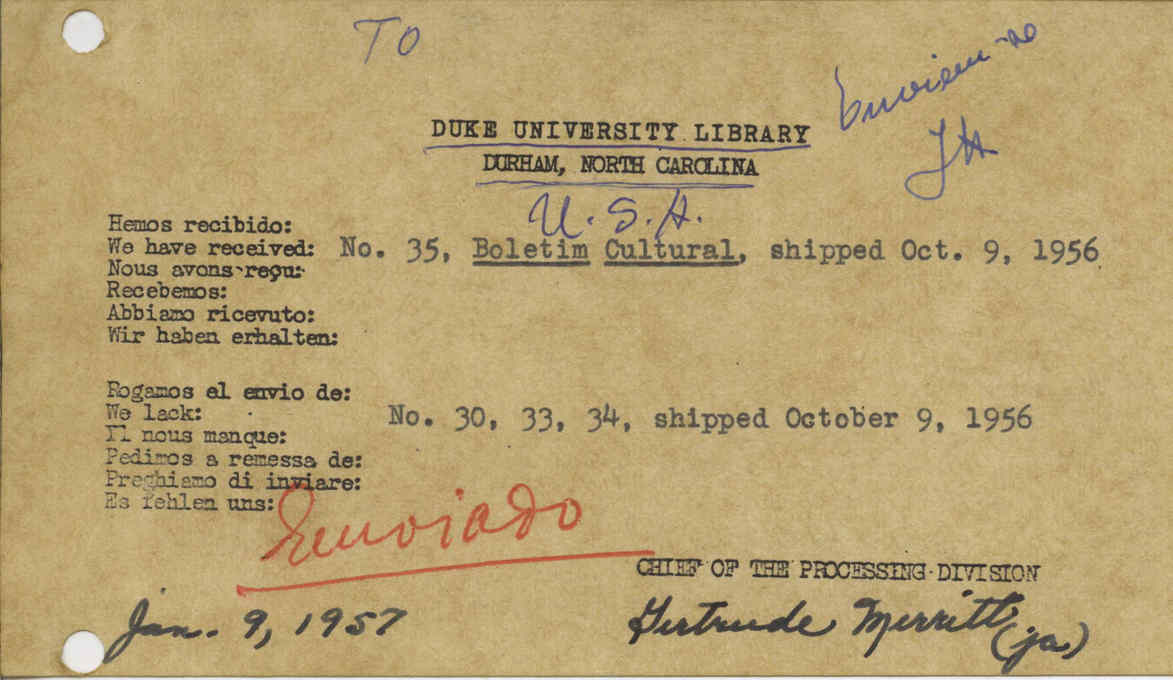 TO
Enviem-no
JH
DUKE UNIVERSITY LIBRARY
DURHAM, NORTH CAROLINA
U.S.A.
Hemos recibido:
We have received: No. 35, Boletim Cultural, shipped Oct. 9, 1956
Nous avons reçu:
Recebemos:
Abbiamo ricevuto:
Wir haben erhalten:
Rogamos el envio de:
We lack: No. 30, 33, 34, shipped October 9, 1956
Il nous manque:
Pedimos a remessa de:
Preghiamo di inviare:
Es fehlen uns:
Enviado
CHIEF OF THE PROCESSING DIVISION
Jan. 9, 1957 Gertrude Merritt (ja)